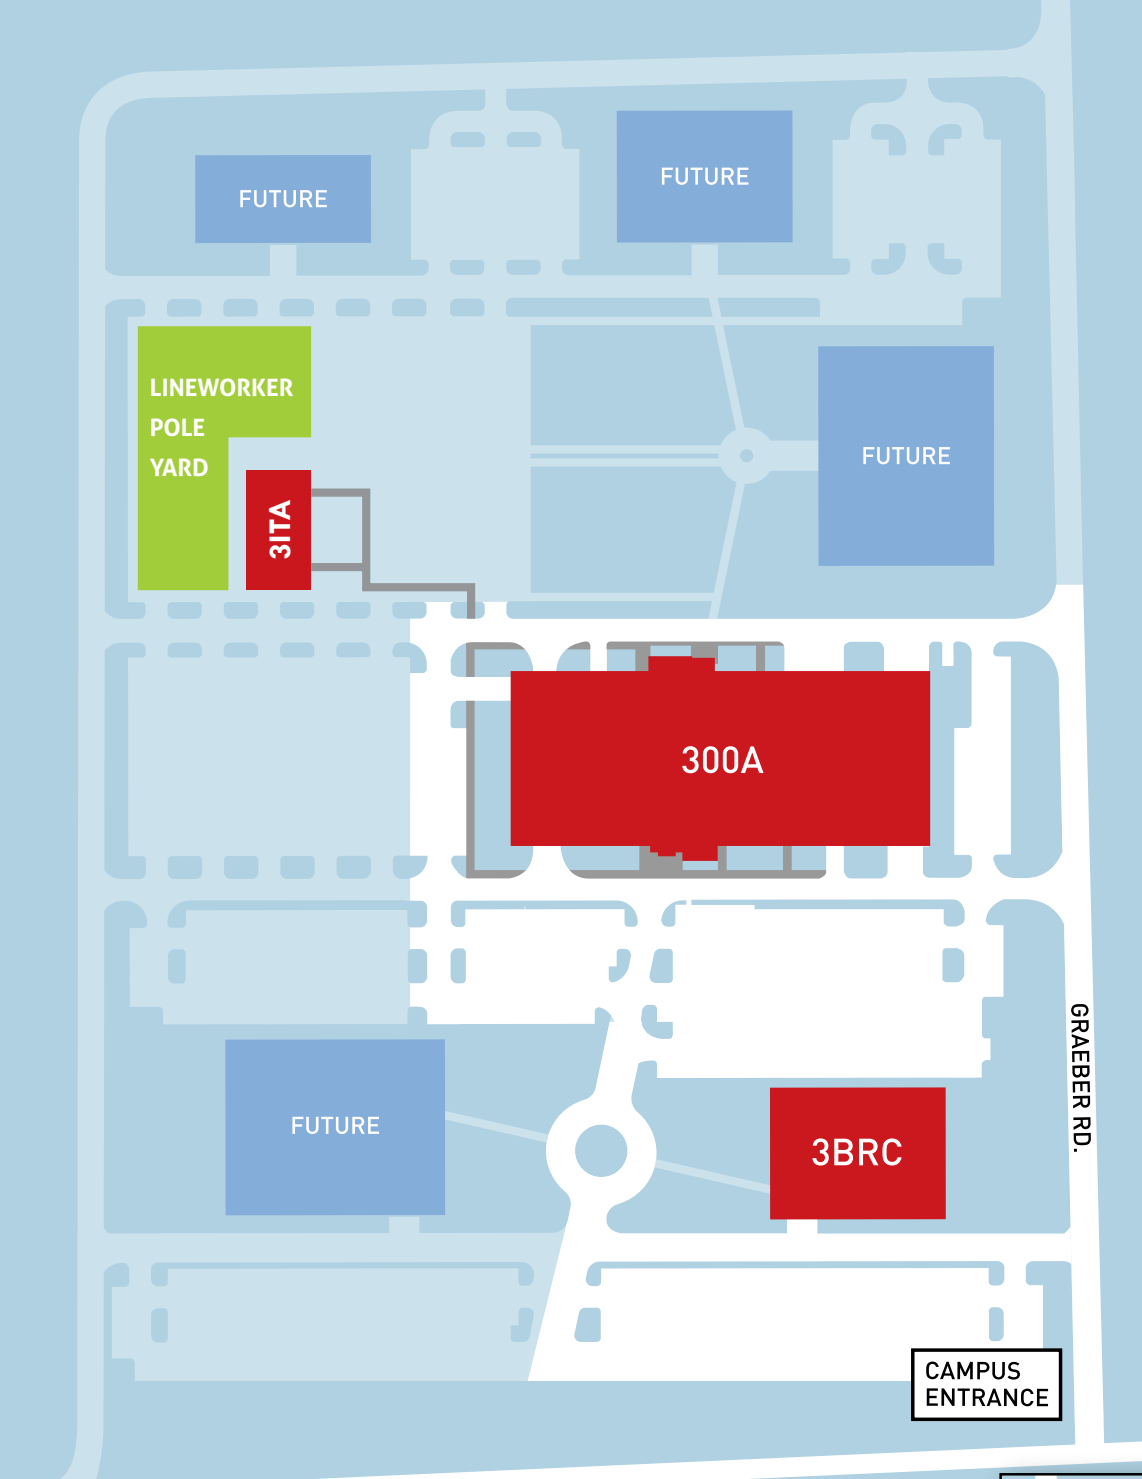 FUTURE
FUTURE
LINEWORKER
POLE
YARD
FUTURE
3ITA
300A
GRAEBER RD.
FUTURE
3BRC
CAMPUS
ENTRANCE